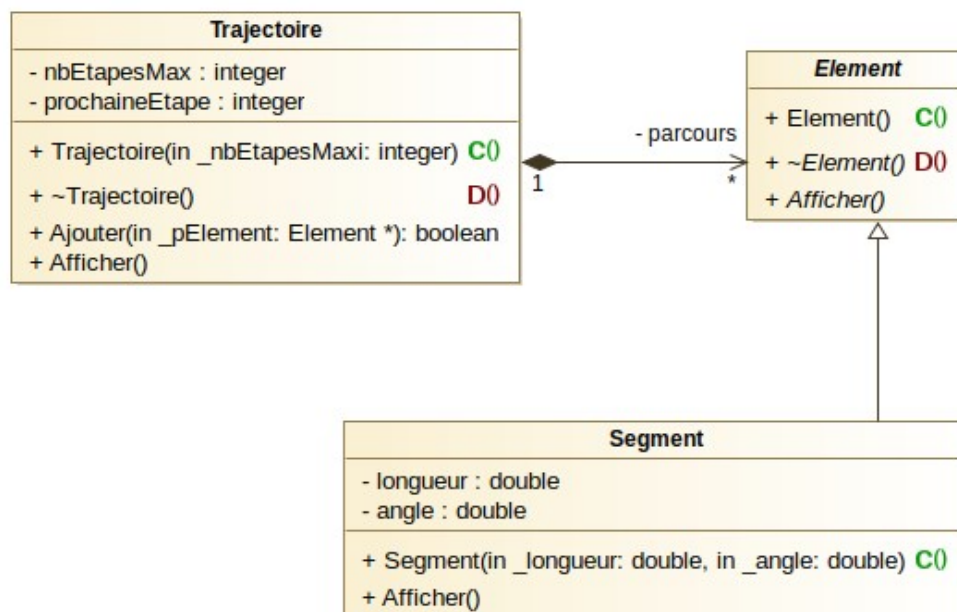 Trajectoire
- nbEtapesMax : integer
- prochaineEtape : integer
+ Trajectoire(in _nbEtapesMaxi: integer) C()
+ ~Trajectoire() D()
+ Ajouter(in _pElement: Element *): boolean
+ Afficher()
- parcours
1
*
Element
+ Element() C()
+ ~Element() D()
+ Afficher()
Segment
- longueur : double
- angle : double
+ Segment(in _longueur: double, in _angle: double) C()
+ Afficher()